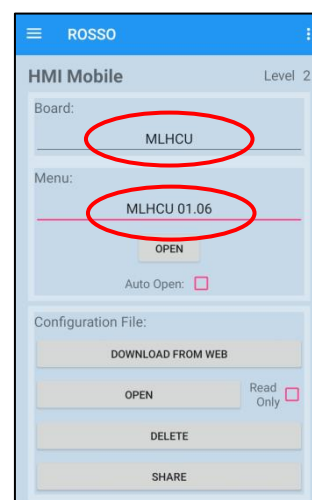 ROSSO
HMI Mobile Level 2
Board:
MLHCU
Menu:
MLHCU 01.06
OPEN
Auto Open:
Configuration File:
DOWNLOAD FROM WEB
OPEN Read Only
DELETE
SHARE